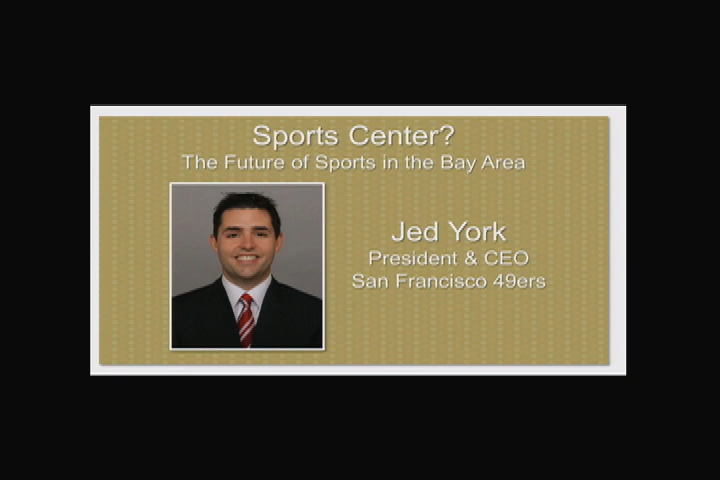 Sports Center?
The Future of Sports in the Bay Area
Jed York
President & CEO
San Francisco 49ers